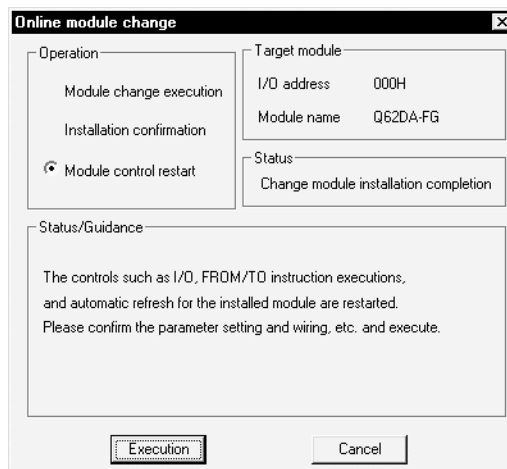 Online module change
Operation
Module change execution
Installation confirmation
Module control restart
Target module
I/O address 000H
Module name Q62DA-FG
Status
Change module installation completion
Status/Guidance
The controls such as I/O, FROM/TO instruction executions,
and automatic refresh for the installed module are restarted.
Please confirm the parameter setting and wiring, etc. and execute.
Execution
Cancel